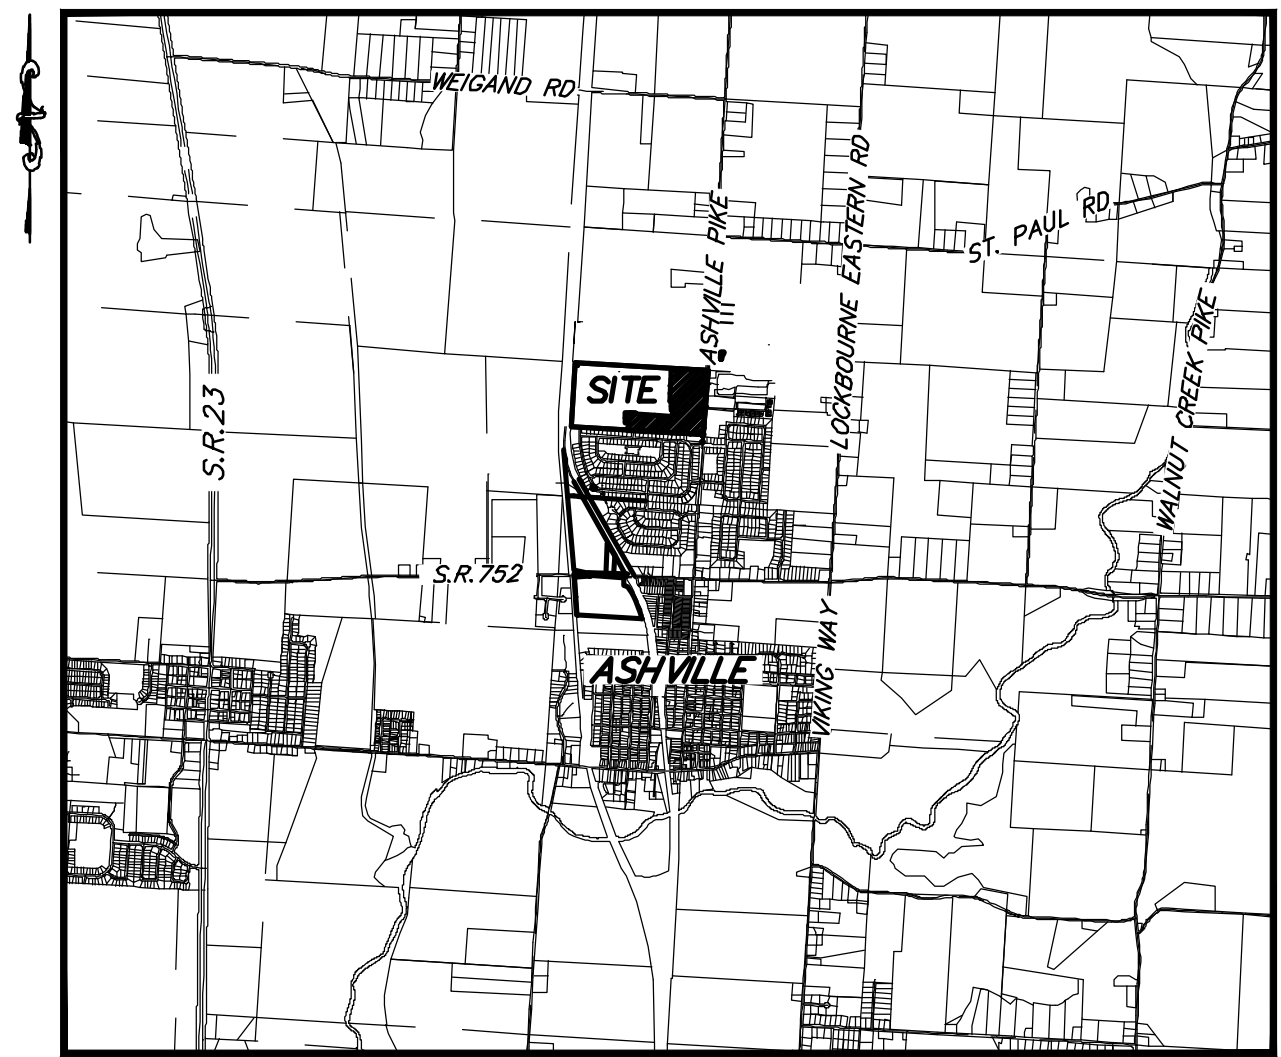 WEIGAND RD
ST. PAUL RD
ASHVILLE PIKE
LOCKBOURNE EASTERN RD
WALNUT CREEK PIKE
SITE
S.R.23
S.R.752
VIKING WAY
ASHVILLE